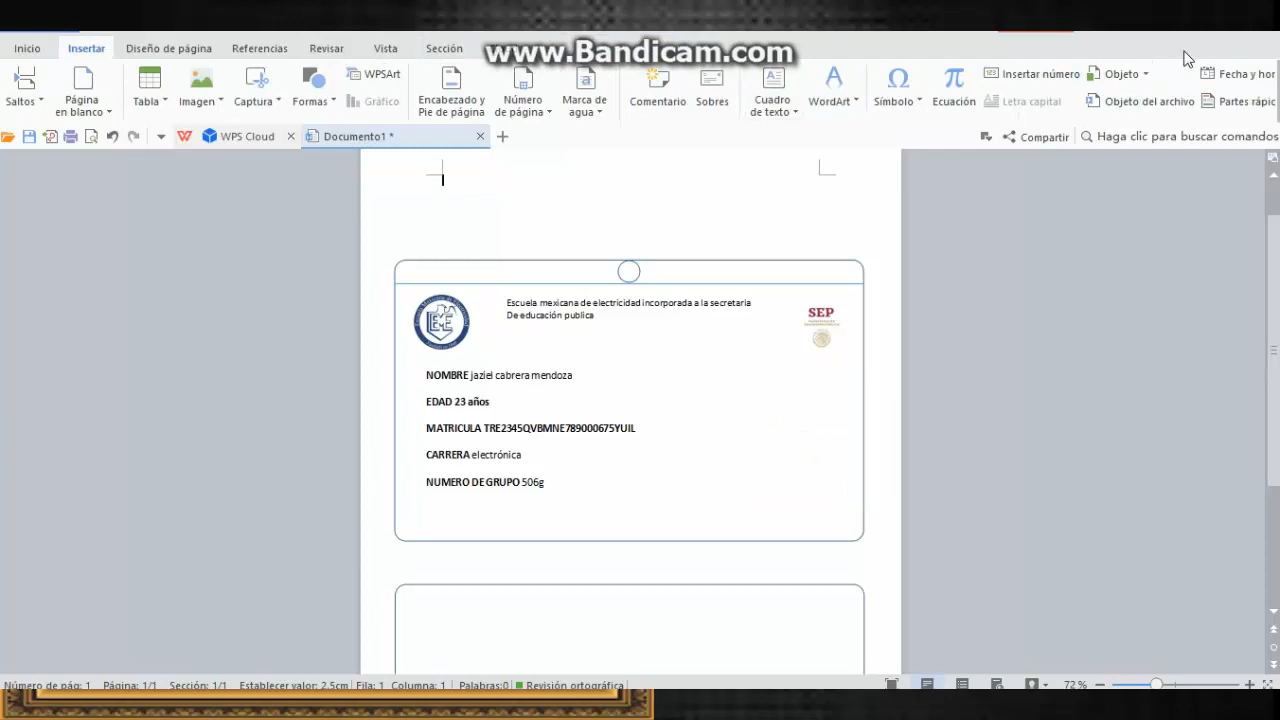 www.Bandicam.com
Inicio Insertar Diseño de página Referencias Revisar Vista Sección
Saltos Página en blanco Tabla Imagen Captura Formas WPSArt Gráfico Encabezado y Pie de página Número de página Marca de agua Comentario Sobres Cuadro de texto WordArt Símbolo Ecuación Insertar número Letra capital Objeto Objeto del archivo Fecha y hor Partes rápic
WPS Cloud Documento1 * Compartir Haga clic para buscar comandos
Escuela mexicana de electricidad incorporada a la secretaria
De educación publica
SEP
NOMBRE jaziel cabrera mendoza
EDAD 23 años
MATRICULA TRE2345QVBMNE789000675YUIL
CARRERA electrónica
NUMERO DE GRUPO 506g
Número de pág: 1 Página: 1/1 Sección: 1/1 Establecer valor: 2.5cm Fila: 1 Columna: 1 Palabras:0 Revisión ortográfica 72 %